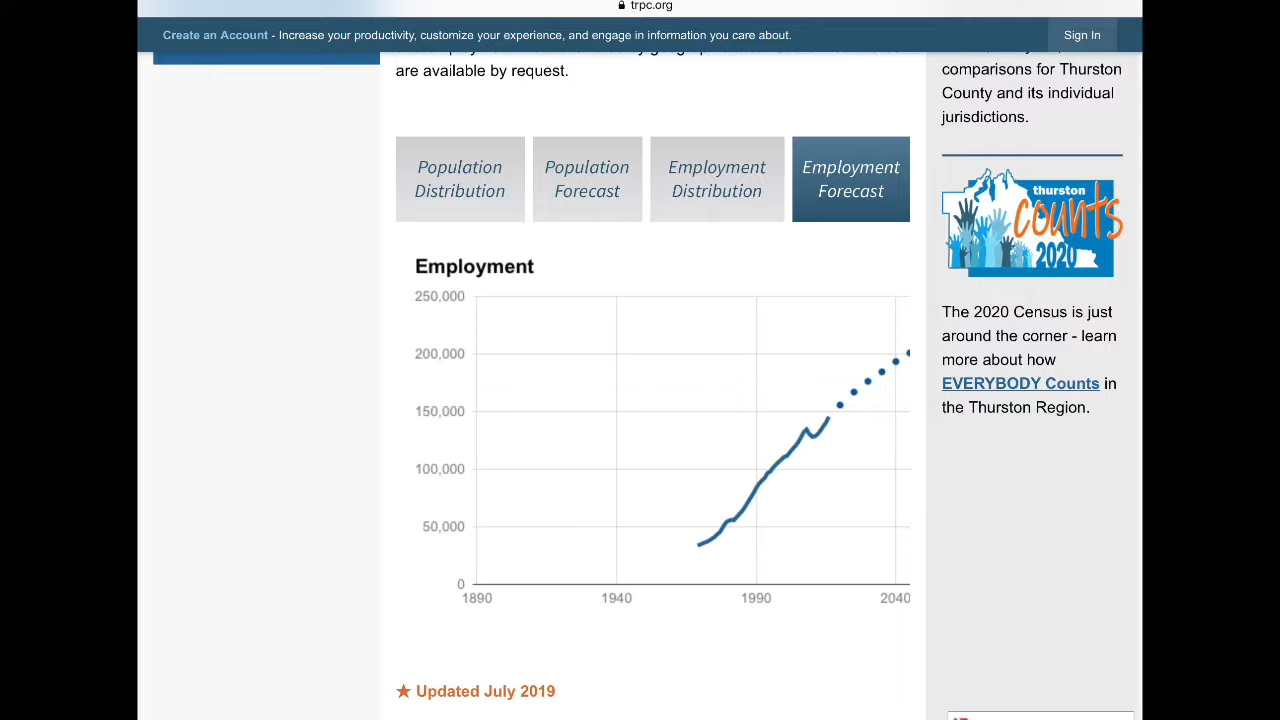 trpc.org
Create an Account - Increase your productivity, customize your experience, and engage in information you care about.
Sign In
are available by request.
comparisons for Thurston
County and its individual
jurisdictions.
Population
Distribution
Population
Forecast
Employment
Distribution
Employment
Forecast
thurston
counts
2020
Employment
250,000
200,000
150,000
100,000
50,000
0
1890
1940
1990
2040
The 2020 Census is just
around the corner - learn
more about how
EVERYBODY Counts in
the Thurston Region.
★ Updated July 2019